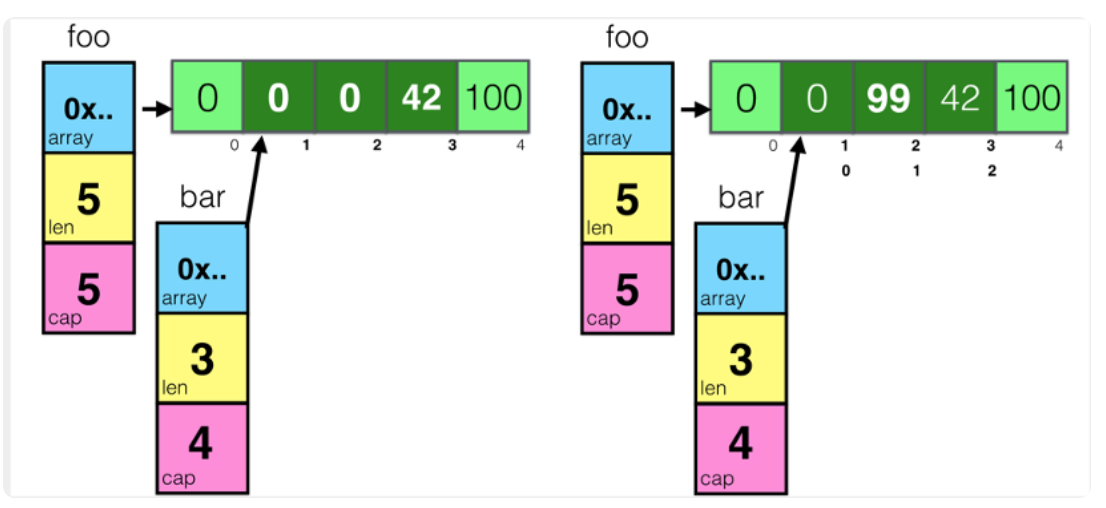 foo
0x..
array
5
len
5
cap
0 0 0 42 100
0 1 2 3 4
bar
0x..
array
3
len
4
cap
foo
0x..
array
5
len
5
cap
0 0 99 42 100
0 1 2 3 4
0 1 2
bar
0x..
array
3
len
4
cap